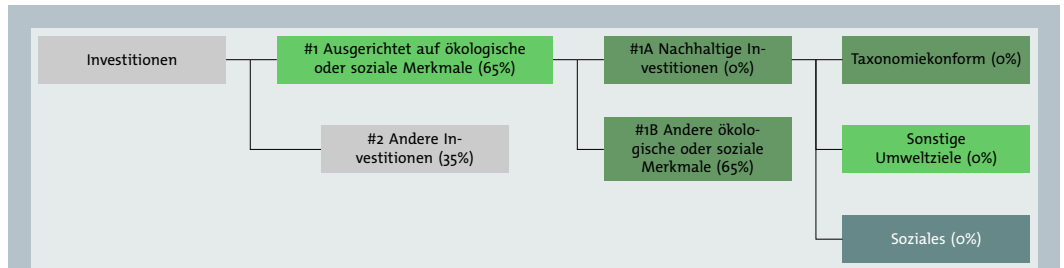 Investitionen
#1 Ausgerichtet auf ökologische
oder soziale Merkmale (65%)
#1A Nachhaltige In-
vestitionen (0%)
Taxonomiekonform (0%)
#2 Andere In-
vestitionen (35%)
#1B Andere ökolo-
gische oder soziale
Merkmale (65%)
Sonstige
Umweltziele (0%)
Soziales (0%)